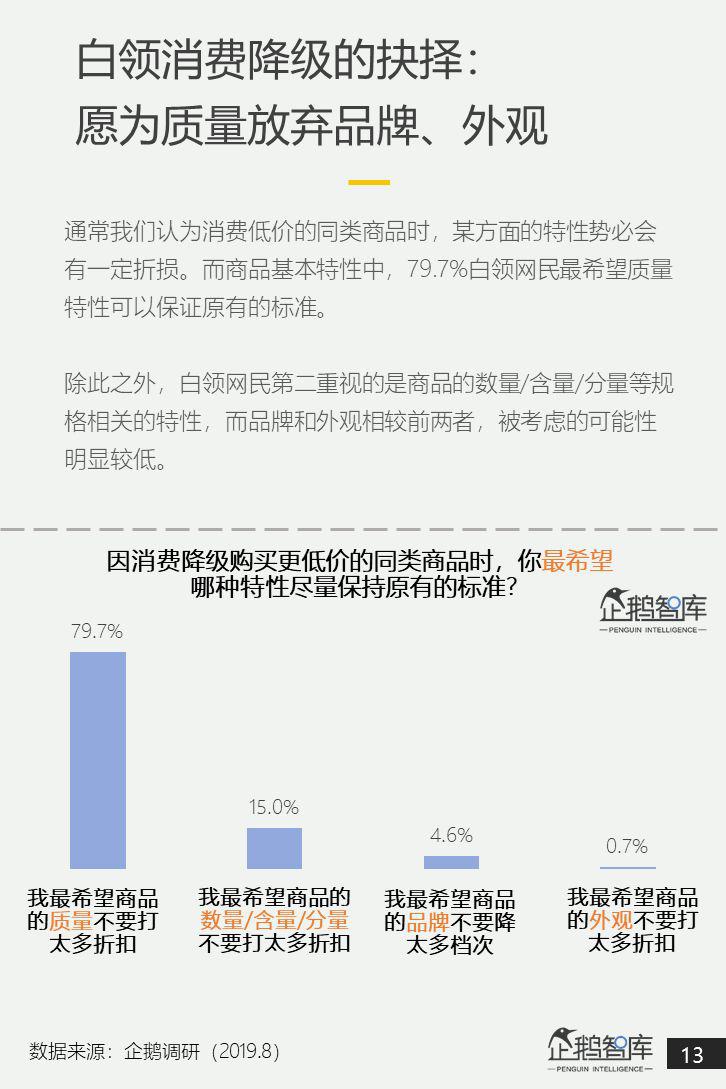 白领消费降级的抉择：
愿为质量放弃品牌、外观
通常我们认为消费低价的同类商品时，某方面的特性势必会
有一定折损。而商品基本特性中，79.7%白领网民最希望质量
特性可以保证原有的标准。
除此之外，白领网民第二重视的是商品的数量/含量/分量等规
格相关的特性，而品牌和外观相较前两者，被考虑的可能性
明显较低。
因消费降级购买更低价的同类商品时，你最希望
哪种特性尽量保持原有的标准？
企鹅智库
PENGUIN INTELLIGENCE
79.7%
15.0%
4.6%
0.7%
我最希望商品
的质量不要打
太多折扣
我最希望商品的
数量/含量/分量
不要打太多折扣
我最希望商品
的品牌不要降
太多档次
我最希望商品
的外观不要打
太多折扣
数据来源：企鹅调研（2019.8）
企鹅智库
PENGUIN INTELLIGENCE
13